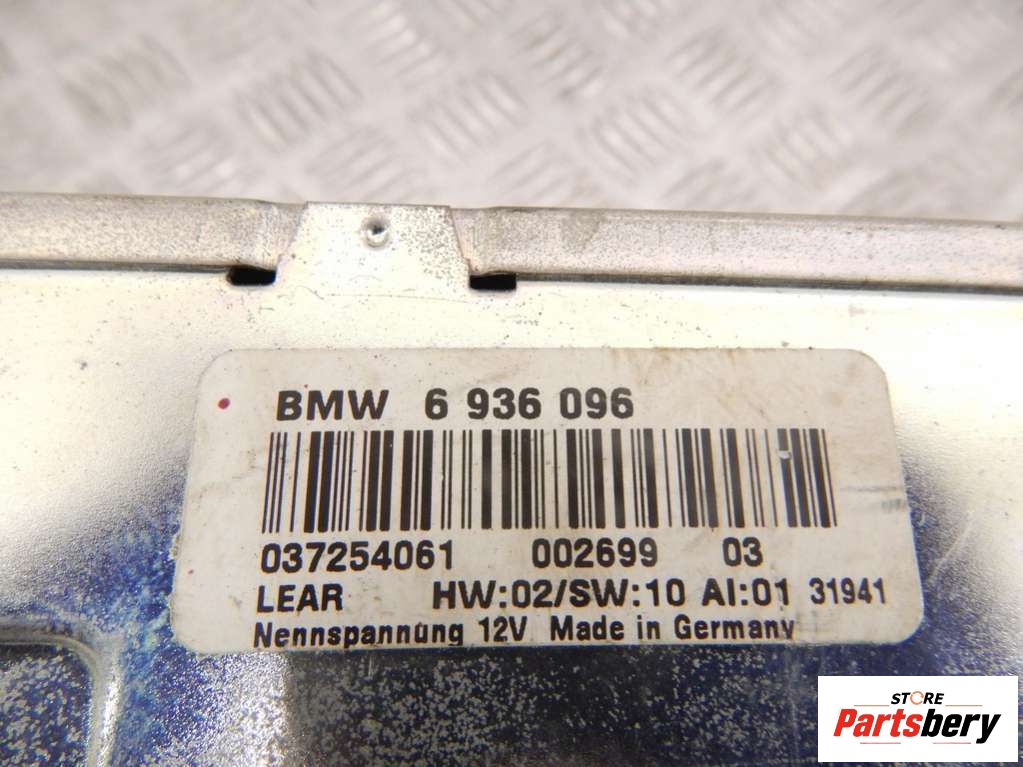 BMW 6 936 096
037254061 002699 03
LEAR HW:02/SW:10 AI:01 31941
Nennspannung 12V Made in Germany
STORE
Partsbery